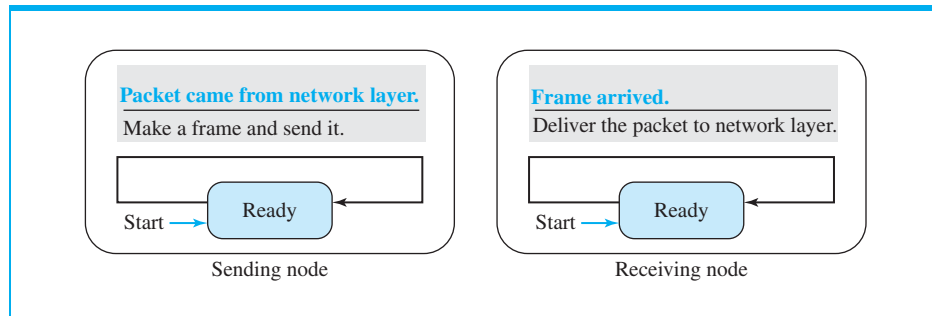 Packet came from network layer.
Make a frame and send it.
Start
Ready
Sending node
Frame arrived.
Deliver the packet to network layer.
Start
Ready
Receiving node